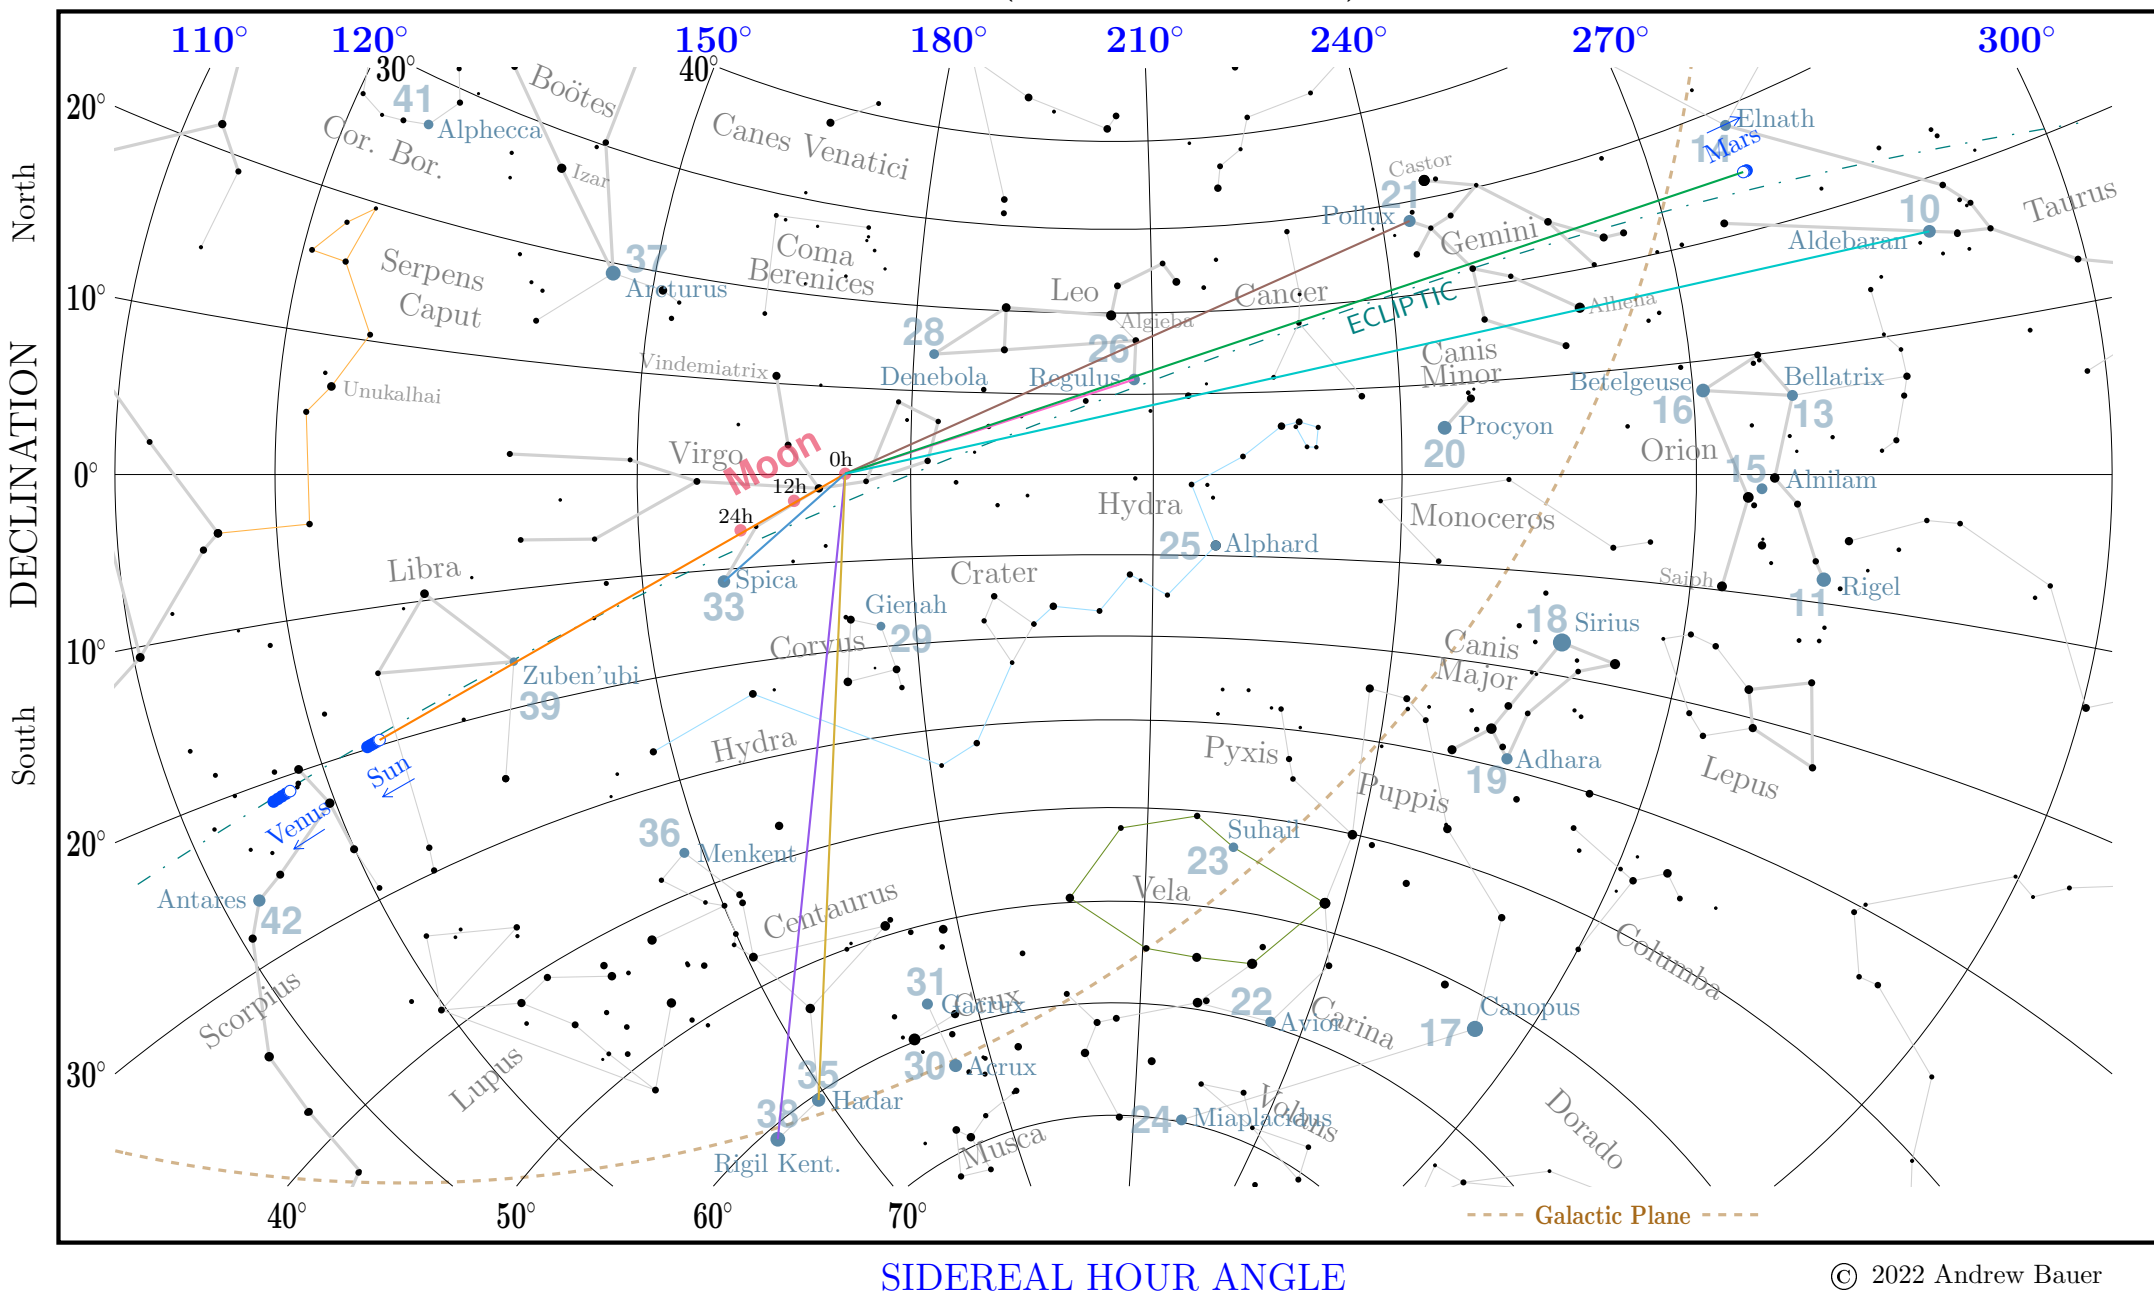 110° 120° 150° 180° 210° 240° 270° 300°
30° 40°
20°
10°
0°
10°
20°
30°
40° 50° 60° 70°
North
DECLINATION
South
41
Alphecca
Cor. Bor.
Boötes
Izar
Canes Venatici
Castor
21
Pollux
Gemini
Elnath
14
Mars
10
Aldebaran
Taurus
Serpens
Caput
37
Arcturus
Coma
Berenices
Leo
Algieba
Cancer
ECLIPTIC
Alhena
28
Denebola
26
Regulus
Canis
Minor
Betelgeuse
16
Bellatrix
13
Unukalhai
Vindemiatrix
Virgo
Moon
0h
12h
24h
Procyon
20
Orion
15
Alnilam
Hydra
Monoceros
25
Alphard
Libra
Spica
33
Gienah
29
Crater
Corvus
Saiph
11
Rigel
18
Sirius
Canis
Major
Zuben'ubi
39
Hydra
Pyxis
Puppis
Adhara
19
Lepus
Sun
Venus
36
Menkent
Suhail
23
Vela
Antares
42
Centaurus
Columba
Scorpius
Lupus
31
Gacrux
Crux
22
Avior
Carina
17
Canopus
30
Acrux
35
Hadar
38
Rigil Kent.
24
Miaplacidus
Volans
Musca
Dorado
Galactic Plane
SIDEREAL HOUR ANGLE
© 2022 Andrew Bauer